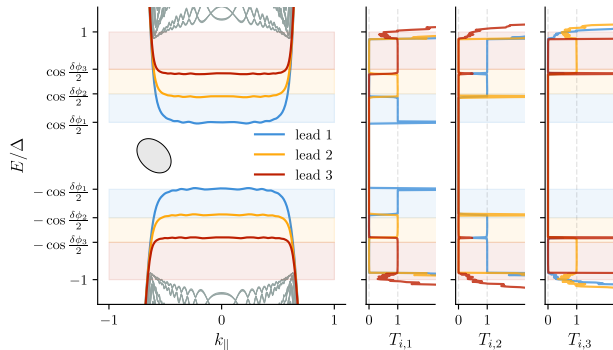 E/Δ
1
cos δϕ₃/2
cos δϕ₂/2
cos δϕ₁/2
− cos δϕ₁/2
− cos δϕ₂/2
− cos δϕ₃/2
−1
lead 1
lead 2
lead 3
−1 0 1
k∥
0 1
T_{i,1}
0 1
T_{i,2}
0 1
T_{i,3}